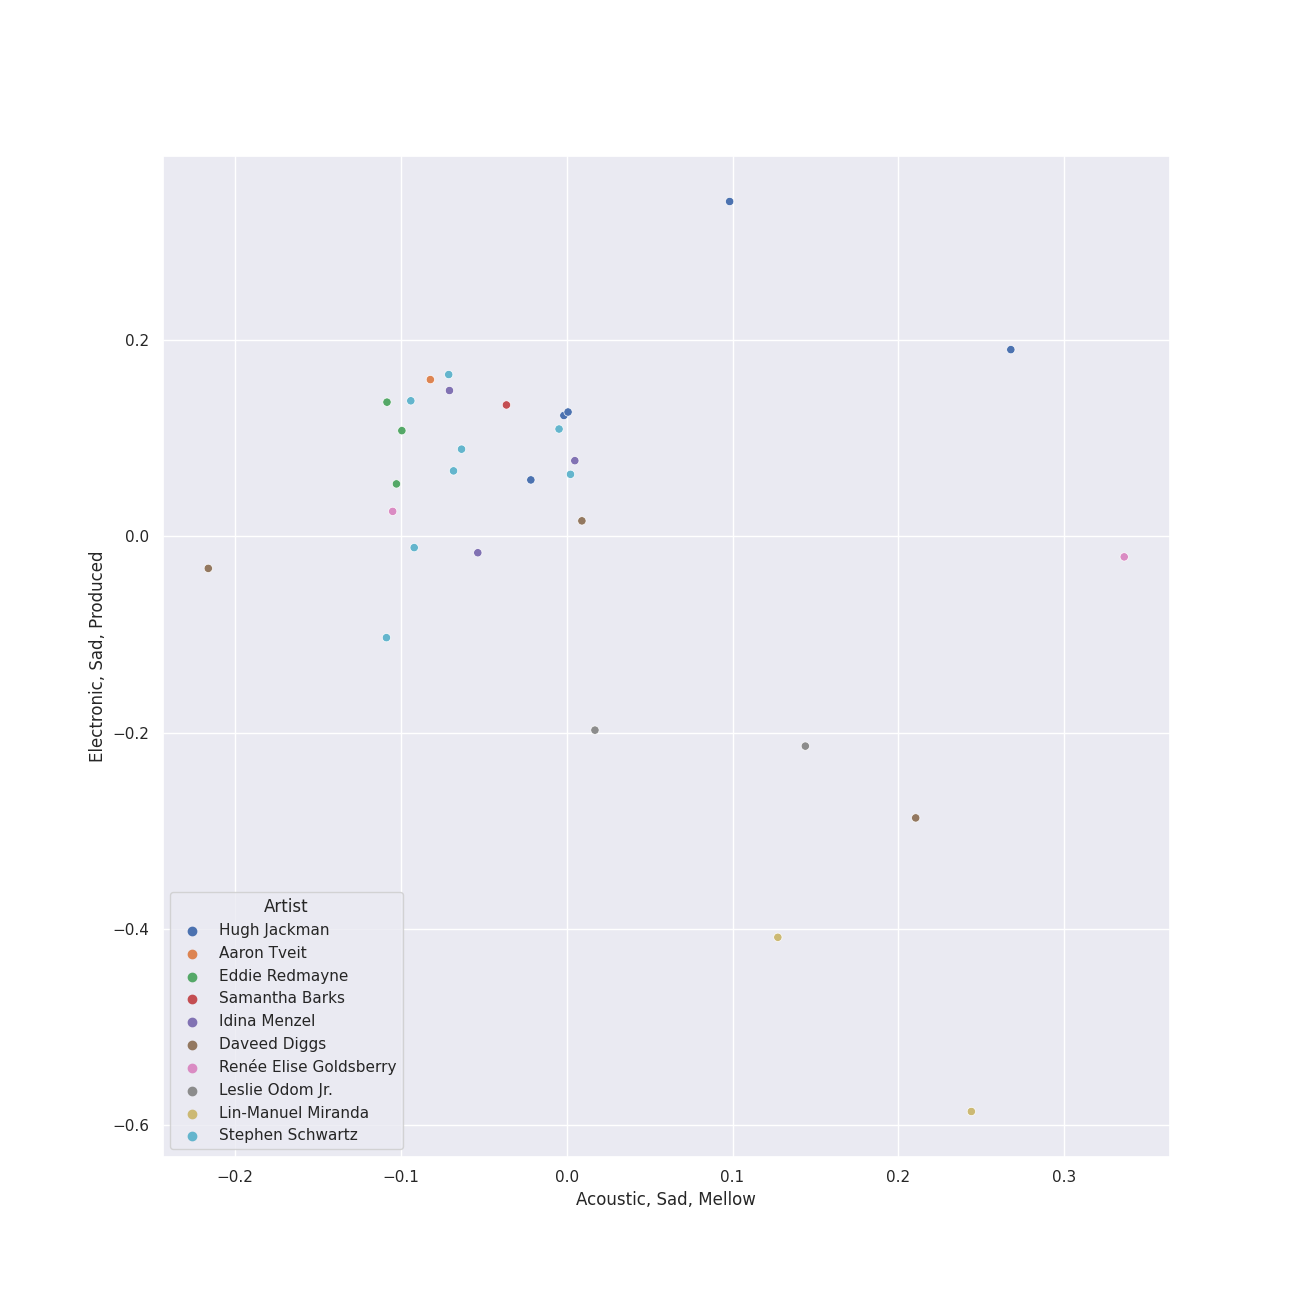 0.2
0.0
−0.2
−0.4
−0.6
Electronic, Sad, Produced
Artist
Hugh Jackman
Aaron Tveit
Eddie Redmayne
Samantha Barks
Idina Menzel
Daveed Diggs
Renée Elise Goldsberry
Leslie Odom Jr.
Lin-Manuel Miranda
Stephen Schwartz
−0.2 −0.1 0.0 0.1 0.2 0.3
Acoustic, Sad, Mellow